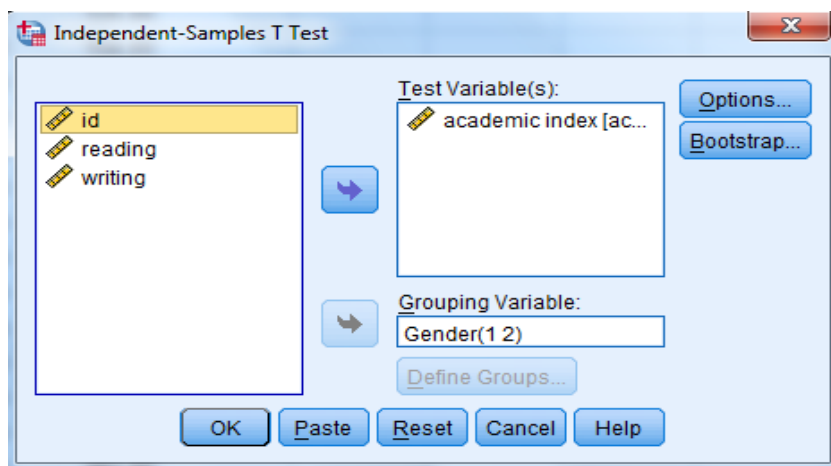 Independent-Samples T Test
id
reading
writing
Test Variable(s):
academic index [ac...
Grouping Variable:
Gender(1 2)
Define Groups...
Options...
Bootstrap...
OK Paste Reset Cancel Help